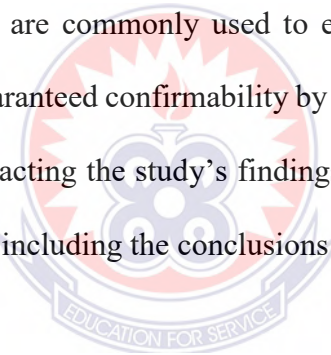 are commonly used to e
aranteed confirmability by
acting the study’s finding
including the conclusions
EDUCATION FOR SERVICE